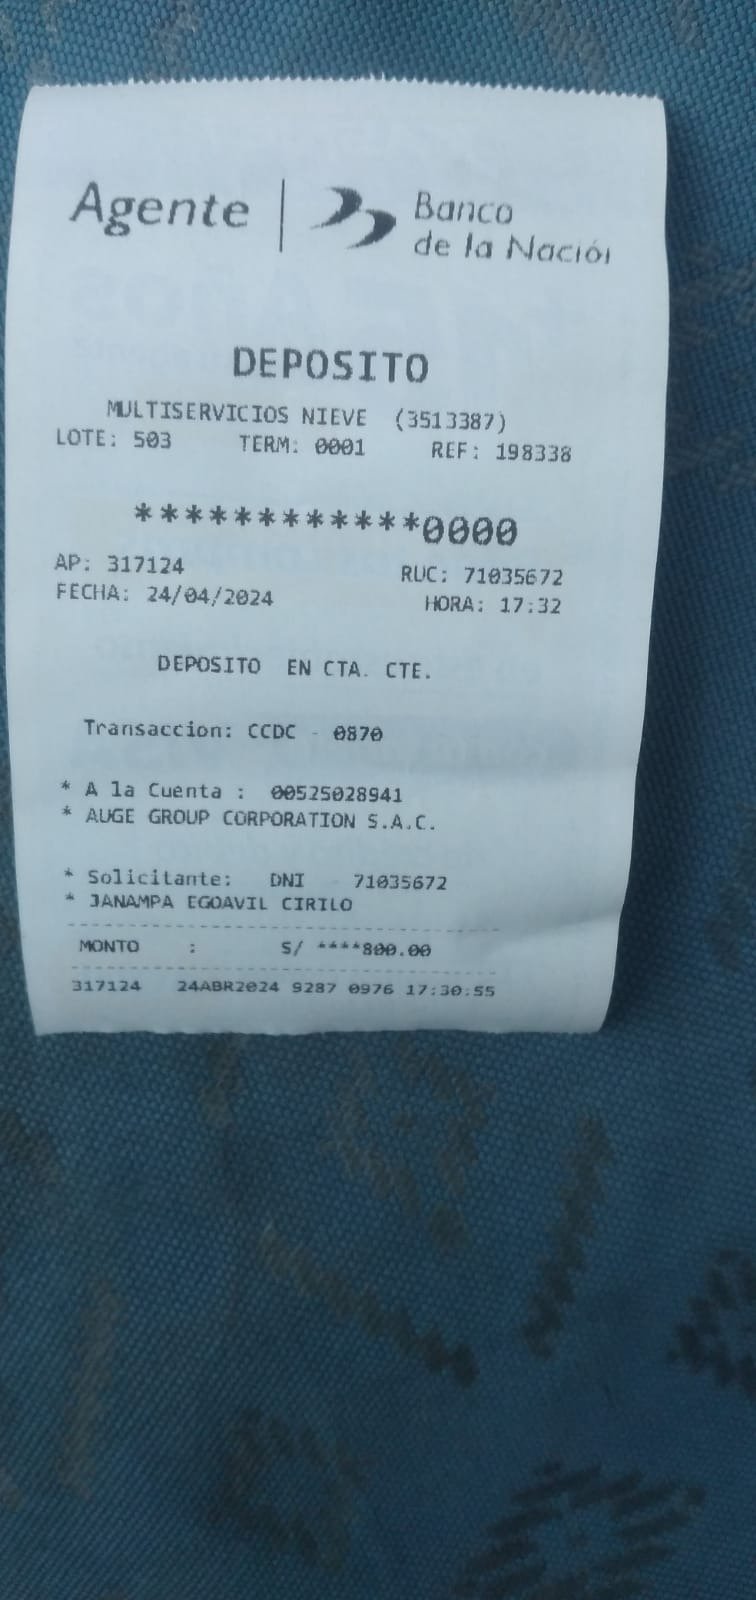 Agente | Banco
de la Nación
DEPOSITO
MULTISERVICIOS NIEVE (3513387)
LOTE: 503 TERM: 0001 REF: 198338
************0000
AP: 317124 RUC: 71035672
FECHA: 24/04/2024 HORA: 17:32
DEPOSITO EN CTA. CTE.
Transaccion: CCDC - 0870
* A la Cuenta : 00525028941
* AUGE GROUP CORPORATION S.A.C.
* Solicitante: DNI - 71035672
* JANAMPA EGOAVIL CIRILO
MONTO : S/ ****800.00
317124 24ABR2024 9287 0976 17:30:55